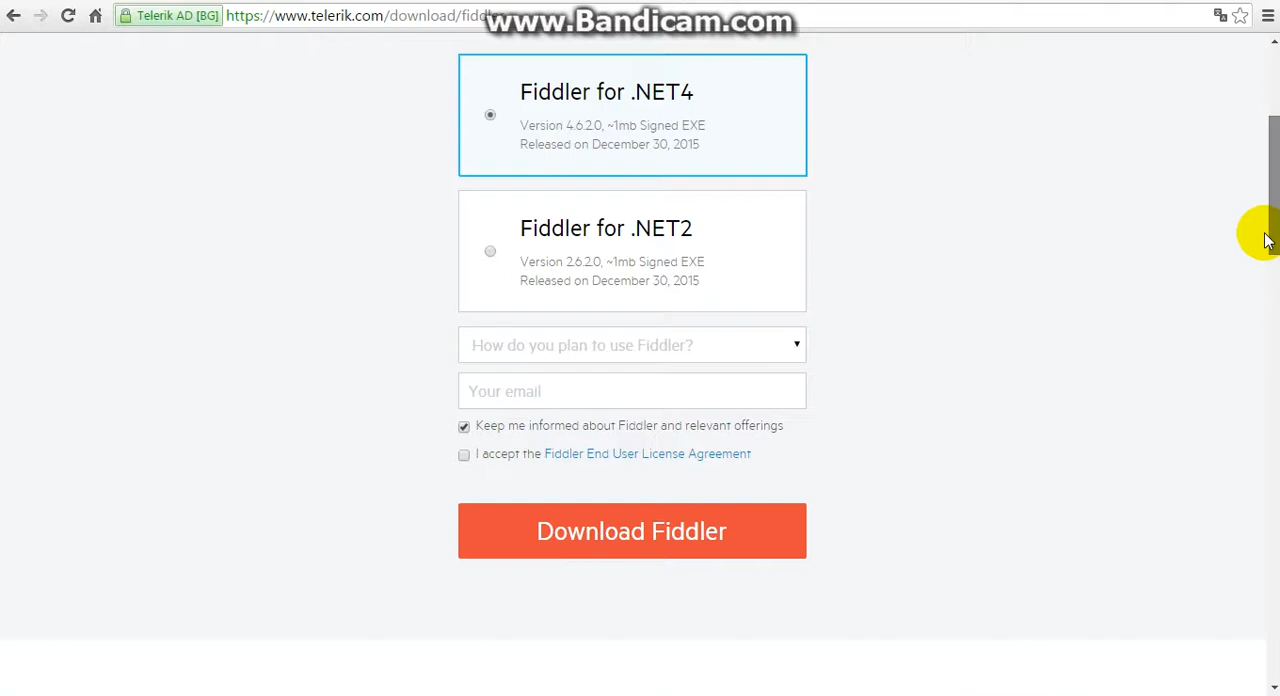 Telerik AD [BG] https://www.telerik.com/download/fiddl
www.Bandicam.com
Fiddler for .NET4
Version 4.6.2.0, ~1mb Signed EXE
Released on December 30, 2015
Fiddler for .NET2
Version 2.6.2.0, ~1mb Signed EXE
Released on December 30, 2015
How do you plan to use Fiddler?
Your email
Keep me informed about Fiddler and relevant offerings
I accept the Fiddler End User License Agreement
Download Fiddler